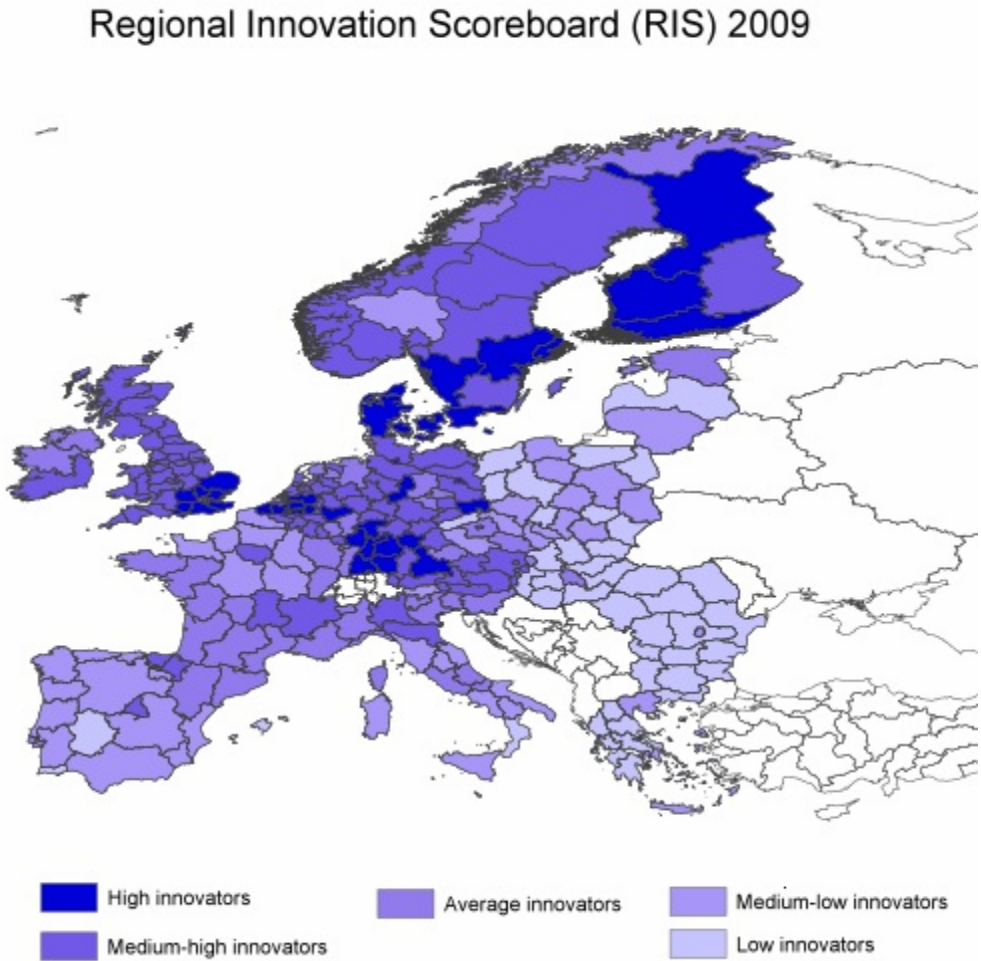 Regional Innovation Scoreboard (RIS) 2009
High innovators
Average innovators
Medium-low innovators
Medium-high innovators
Low innovators